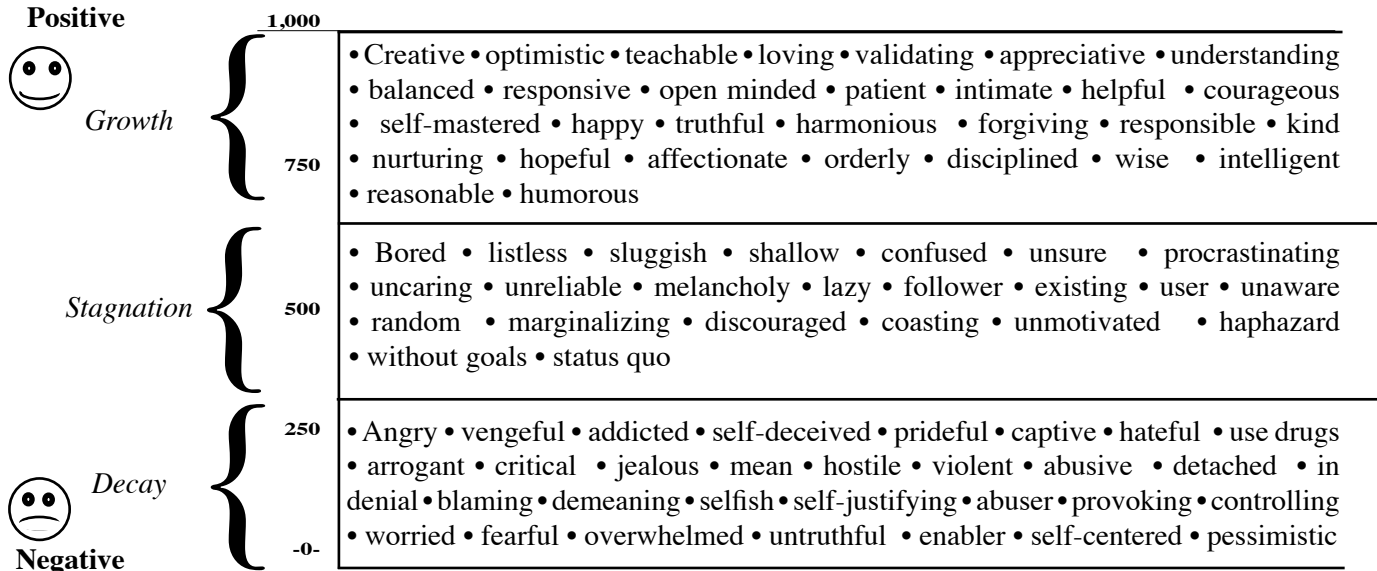 Positive
1,000
• Creative • optimistic • teachable • loving • validating • appreciative • understanding
• balanced • responsive • open minded • patient • intimate • helpful • courageous
Growth
• self-mastered • happy • truthful • harmonious • forgiving • responsible • kind
750
• nurturing • hopeful • affectionate • orderly • disciplined • wise • intelligent
• reasonable • humorous
• Bored • listless • sluggish • shallow • confused • unsure • procrastinating
• uncaring • unreliable • melancholy • lazy • follower • existing • user • unaware
Stagnation
500
• random • marginalizing • discouraged • coasting • unmotivated • haphazard
• without goals • status quo
250
• Angry • vengeful • addicted • self-deceived • prideful • captive • hateful • use drugs
• arrogant • critical • jealous • mean • hostile • violent • abusive • detached • in
Decay
denial • blaming • demeaning • selfish • self-justifying • abuser • provoking • controlling
-0-
• worried • fearful • overwhelmed • untruthful • enabler • self-centered • pessimistic
Negative